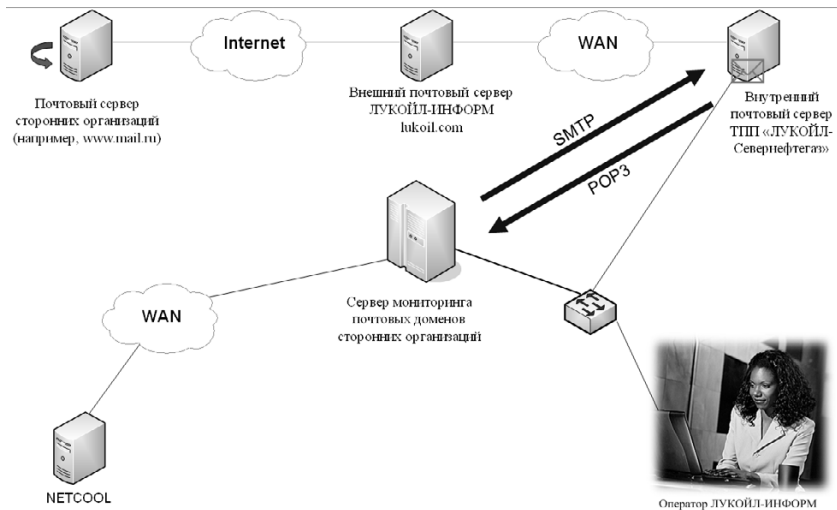 Internet
WAN
Почтовый сервер
сторонних организаций
(например, www.mail.ru)
Внешний почтовый сервер
ЛУКОЙЛ-ИНФОРМ
lukoil.com
Внутренний
почтовый сервер
ТПП «ЛУКОЙЛ-
Севернефтегаз»
SMTP
POP3
Сервер мониторинга
почтовых доменов
сторонних организаций
WAN
NETCOOL
Оператор ЛУКОЙЛ-ИНФОРМ